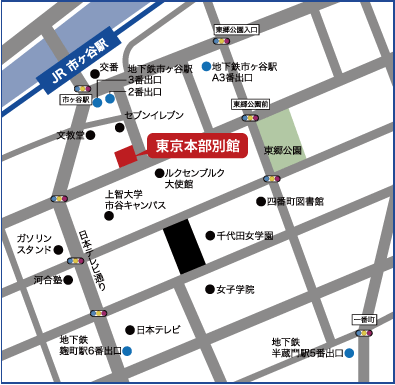 東郷公園入口
JR 市ヶ谷駅
交番
地下鉄市ヶ谷駅
3番出口
2番出口
地下鉄市ヶ谷駅
A3番出口
市ヶ谷駅
東郷公園前
セブンイレブン
文教堂
東京本部別館
東郷公園
ルクセンブルク
大使館
上智大学
市谷キャンパス
四番町図書館
ガソリン
スタンド
日本テレビ通り
千代田女学園
河合塾
女子学院
一番町
日本テレビ
地下鉄
麹町駅6番出口
地下鉄
半蔵門駅5番出口